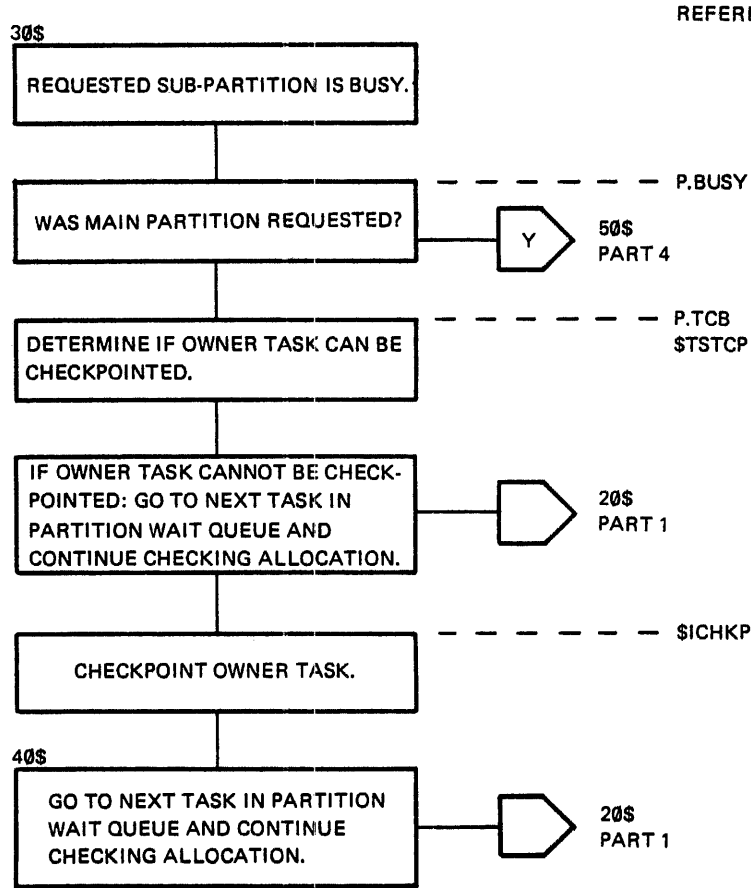 REFERE
30$
REQUESTED SUB-PARTITION IS BUSY.
P.BUSY
WAS MAIN PARTITION REQUESTED?
Y
50$
PART 4
P.TCB
$TSTCP
DETERMINE IF OWNER TASK CAN BE
CHECKPOINTED.
IF OWNER TASK CANNOT BE CHECK-
POINTED: GO TO NEXT TASK IN
PARTITION WAIT QUEUE AND
CONTINUE CHECKING ALLOCATION.
20$
PART 1
$ICHKP
CHECKPOINT OWNER TASK.
40$
GO TO NEXT TASK IN PARTITION
WAIT QUEUE AND CONTINUE
CHECKING ALLOCATION.
20$
PART 1